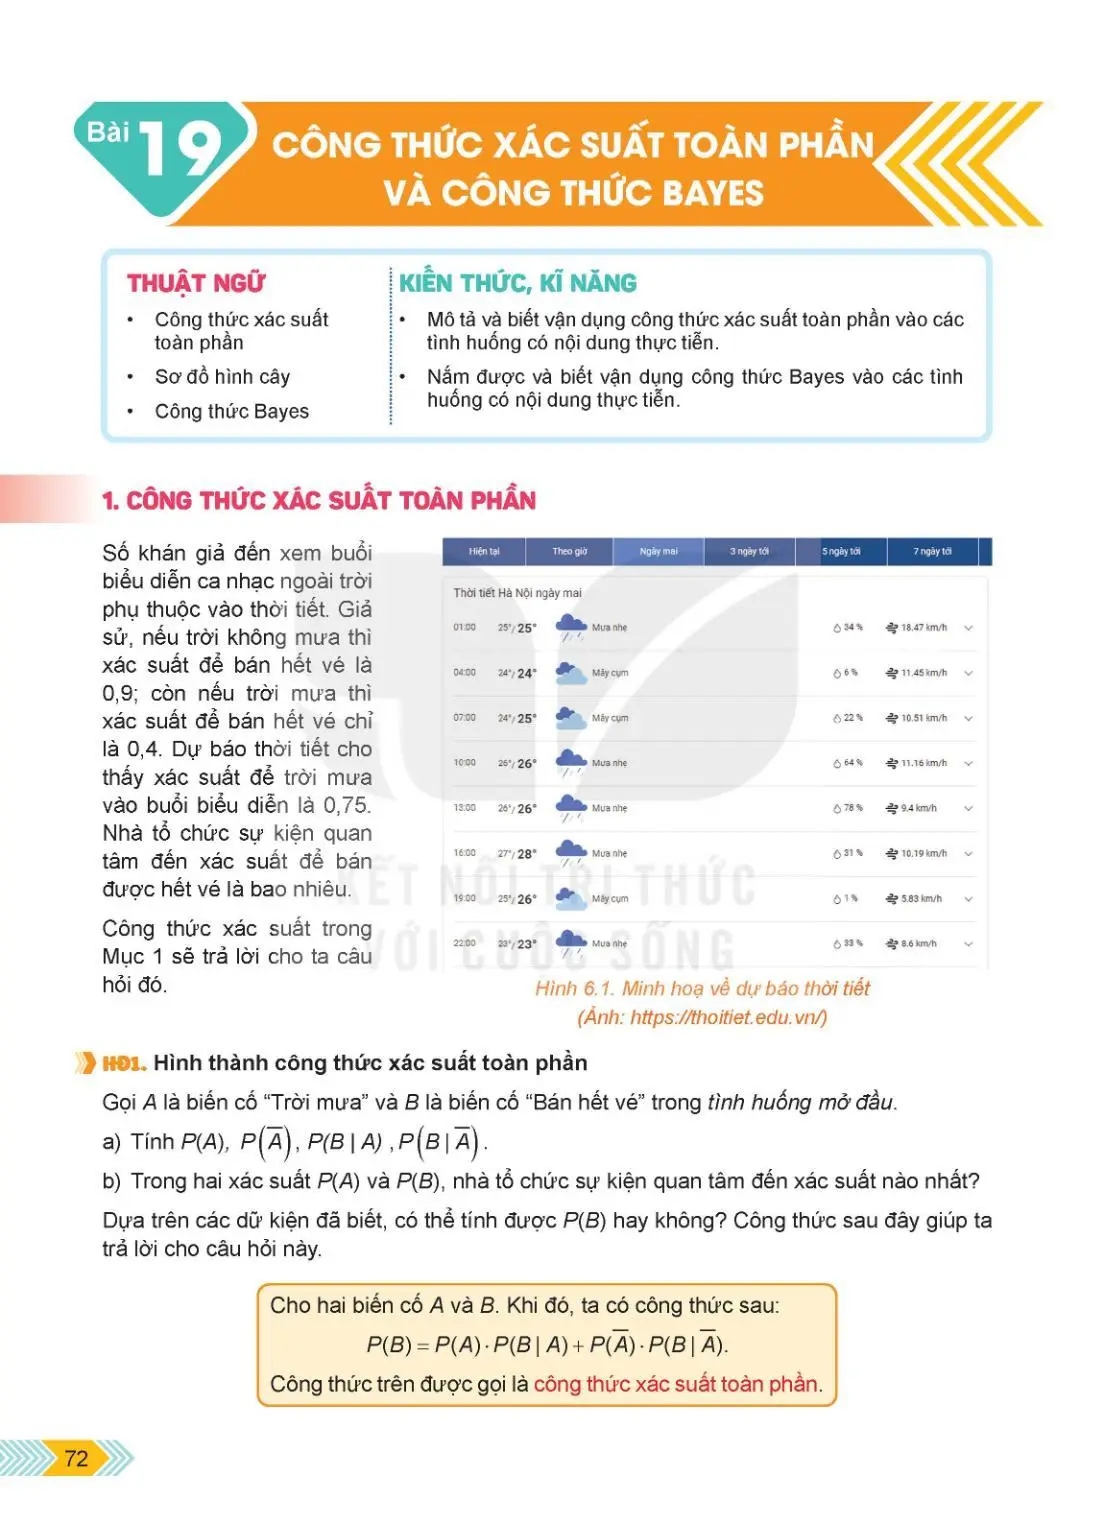 Bài 19
CÔNG THỨC XÁC SUẤT TOÀN PHẦN
VÀ CÔNG THỨC BAYES
THUẬT NGỮ
• Công thức xác suất
toàn phần
• Sơ đồ hình cây
• Công thức Bayes
KIẾN THỨC, KĨ NĂNG
• Mô tả và biết vận dụng công thức xác suất toàn phần vào các
tình huống có nội dung thực tiễn.
• Nắm được và biết vận dụng công thức Bayes vào các tình
huống có nội dung thực tiễn.
1. CÔNG THỨC XÁC SUẤT TOÀN PHẦN
Số khán giả đến xem buổi
biểu diễn ca nhạc ngoài trời
phụ thuộc vào thời tiết. Giả
sử, nếu trời không mưa thì
xác suất để bán hết vé là
0,9; còn nếu trời mưa thì
xác suất để bán hết vé chỉ
là 0,4. Dự báo thời tiết cho
thấy xác suất để trời mưa
vào buổi biểu diễn là 0,75.
Nhà tổ chức sự kiện quan
tâm đến xác suất để bán
được hết vé là bao nhiêu.
Công thức xác suất trong
Mục 1 sẽ trả lời cho ta câu
hỏi đó.
Hiện tại Theo giờ Ngày mai 3 ngày tới 5 ngày tới 7 ngày tới
Thời tiết Hà Nội ngày mai
01:00 25°/ 25° Mưa nhẹ 34 % 18.47 km/h
04:00 24°/ 24° Mây cụm 6 % 11.45 km/h
07:00 24°/ 25° Mây cụm 22 % 10.51 km/h
10:00 26°/ 26° Mưa nhẹ 64 % 11.16 km/h
13:00 26°/ 26° Mưa nhẹ 78 % 9.4 km/h
16:00 27°/ 28° Mưa nhẹ 31 % 10.19 km/h
19:00 25°/ 26° Mây cụm 1 % 5.83 km/h
22:00 23°/ 23° Mưa nhẹ 33 % 8.6 km/h
KẾT NỐI TRI THỨC
VỚI CUỘC SỐNG
Hình 6.1. Minh hoạ về dự báo thời tiết
(Ảnh: https://thoitiet.edu.vn/)
HĐ1. Hình thành công thức xác suất toàn phần
Gọi A là biến cố “Trời mưa” và B là biến cố “Bán hết vé” trong tình huống mở đầu.
a) Tính P(A), P(A̅), P(B | A) , P(B | A̅).
b) Trong hai xác suất P(A) và P(B), nhà tổ chức sự kiện quan tâm đến xác suất nào nhất?
Dựa trên các dữ kiện đã biết, có thể tính được P(B) hay không? Công thức sau đây giúp ta
trả lời cho câu hỏi này.
Cho hai biến cố A và B. Khi đó, ta có công thức sau:
P(B) = P(A) · P(B | A) + P(A̅) · P(B | A̅).
Công thức trên được gọi là công thức xác suất toàn phần.
72